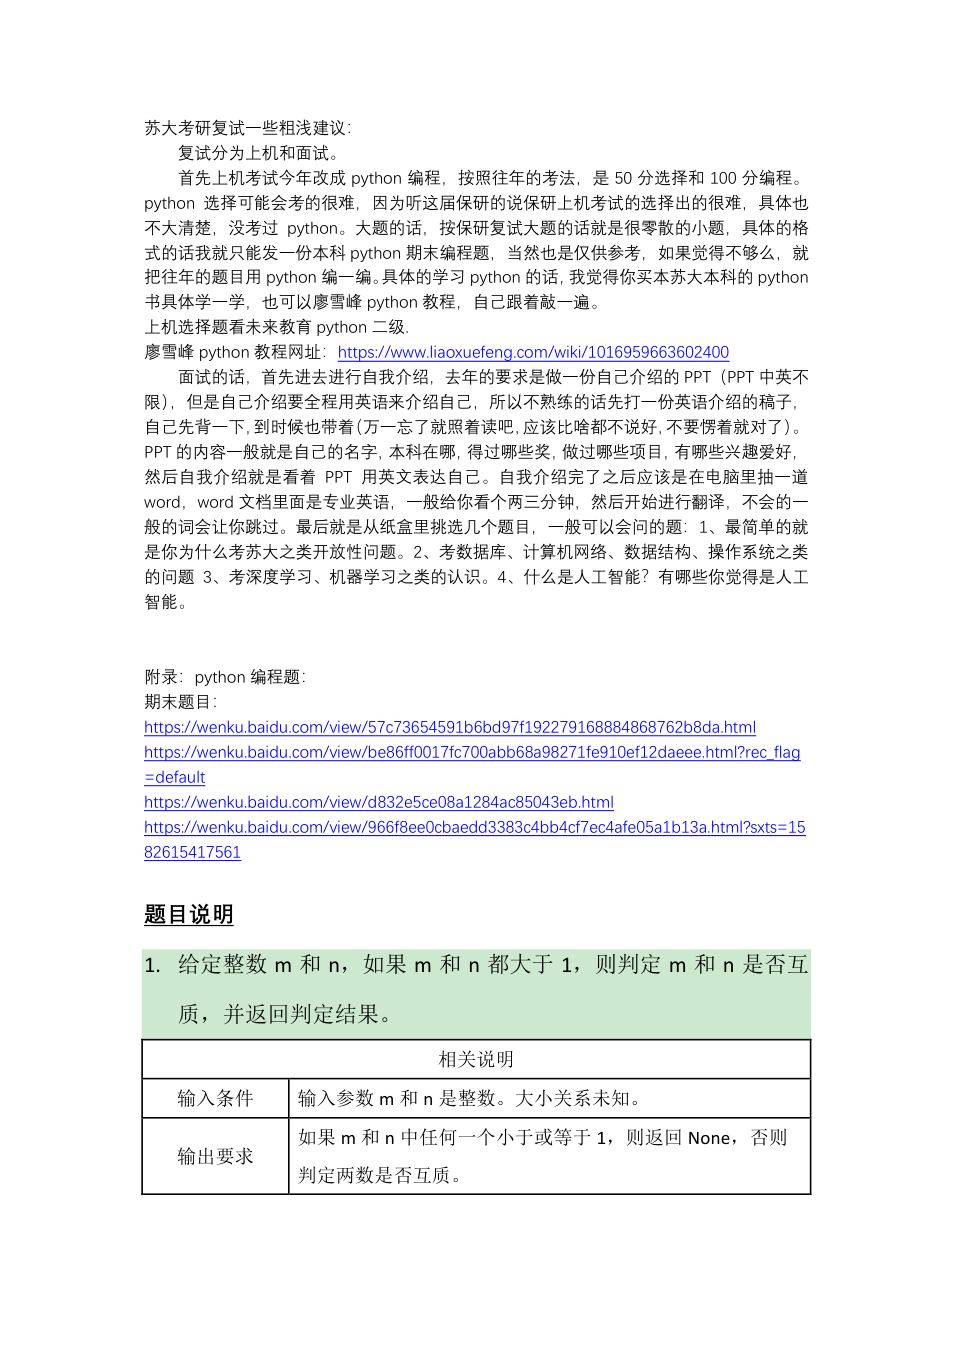 苏大考研复试一些粗浅建议：
复试分为上机和面试。
首先上机考试今年改成 python 编程，按照往年的考法，是 50 分选择和 100 分编程。
python 选择可能会考的很难，因为听这届保研的说保研上机考试的选择出的很难，具体也
不大清楚，没考过 python。大题的话，按保研复试大题的话就是很零散的小题，具体的格
式的话我就只能发一份本科 python 期末编程题，当然也是仅供参考，如果觉得不够么，就
把往年的题目用 python 编一编。具体的学习 python 的话，我觉得你买本苏大本科的 python
书具体学一学，也可以廖雪峰 python 教程，自己跟着敲一遍。
上机选择题看未来教育 python 二级.
廖雪峰 python 教程网址：https://www.liaoxuefeng.com/wiki/1016959663602400
面试的话，首先进去进行自我介绍，去年的要求是做一份自己介绍的 PPT（PPT 中英不
限），但是自己介绍要全程用英语来介绍自己，所以不熟练的话先打一份英语介绍的稿子，
自己先背一下，到时候也带着（万一忘了就照着读吧，应该比啥都不说好，不要愣着就对了）。
PPT 的内容一般就是自己的名字，本科在哪，得过哪些奖，做过哪些项目，有哪些兴趣爱好，
然后自我介绍就是看着 PPT 用英文表达自己。自我介绍完了之后应该是在电脑里抽一道
word，word 文档里面是专业英语，一般给你看个两三分钟，然后开始进行翻译，不会的一
般的词会让你跳过。最后就是从纸盒里挑选几个题目，一般可以会问的题：1、最简单的就
是你为什么考苏大之类开放性问题。2、考数据库、计算机网络、数据结构、操作系统之类
的问题 3、考深度学习、机器学习之类的认识。4、什么是人工智能？有哪些你觉得是人工
智能。
附录：python 编程题：
期末题目：
https://wenku.baidu.com/view/57c73654591b6bd97f192279168884868762b8da.html
https://wenku.baidu.com/view/be86ff0017fc700abb68a98271fe910ef12daeee.html?rec_flag
=default
https://wenku.baidu.com/view/d832e5ce08a1284ac85043eb.html
https://wenku.baidu.com/view/966f8ee0cbaedd3383c4bb4cf7ec4afe05a1b13a.html?sxts=15
82615417561
题目说明
1. 给定整数 m 和 n，如果 m 和 n 都大于 1，则判定 m 和 n 是否互
质，并返回判定结果。
相关说明
输入条件 输入参数 m 和 n 是整数。大小关系未知。
输出要求 如果 m 和 n 中任何一个小于或等于 1，则返回 None，否则
判定两数是否互质。